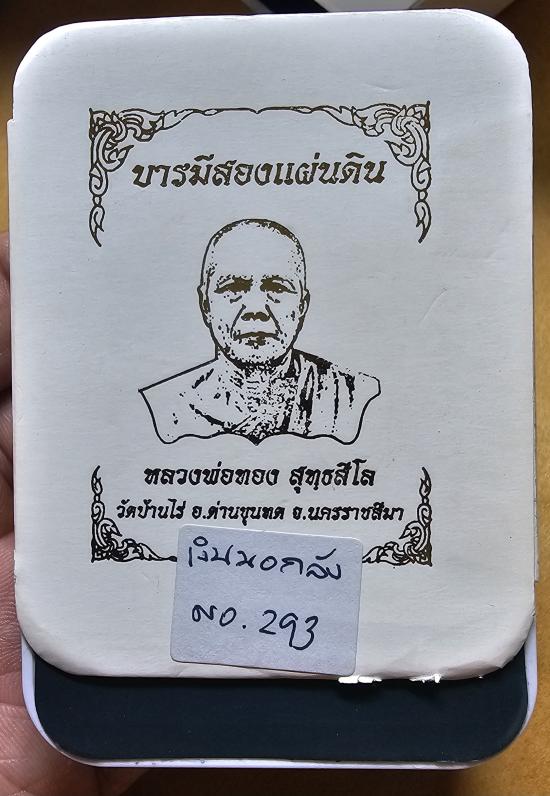 บารมีสองแผ่นดิน
หลวงพ่อทอง สุทฺธสีโล
วัดบ้านไร่ อ.ด่านขุนทด จ.นครราชสีมา
เงินนอกลัง
NO. 293